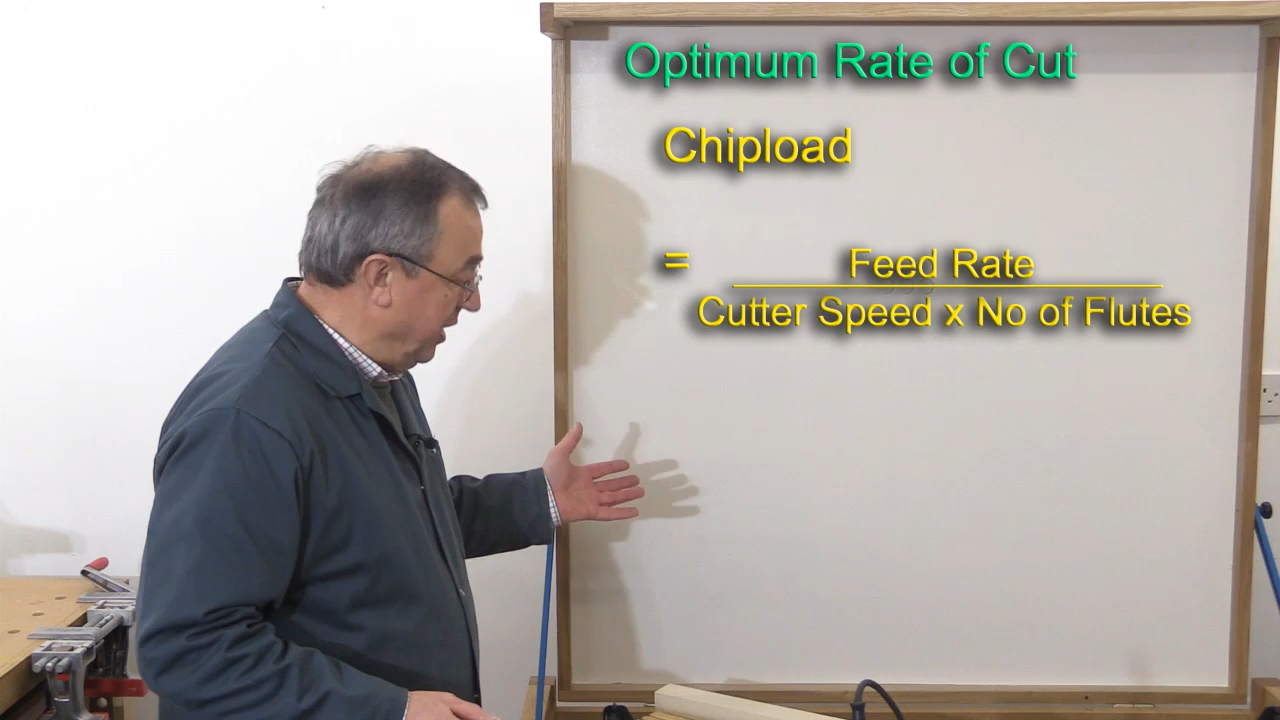 Optimum Rate of Cut
Chipload
= Feed Rate
Cutter Speed x No of Flutes